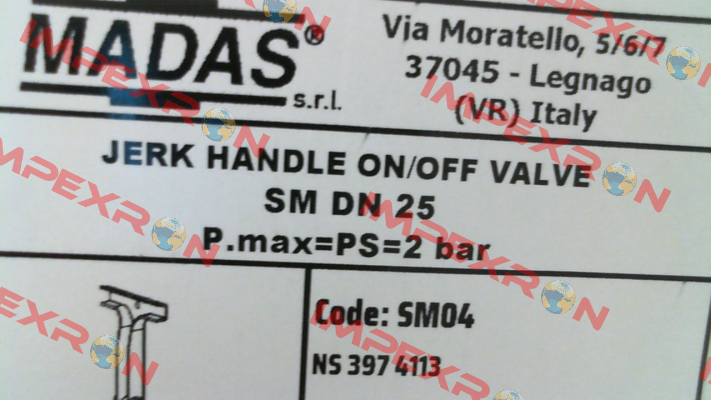 MADAS®
s.r.l.
Via Moratello, 5/6/7
37045 - Legnago
(VR) Italy
JERK HANDLE ON/OFF VALVE
SM DN 25
P.max=PS=2 bar
Code: SM04
NS 397 4113
IMPEXRON